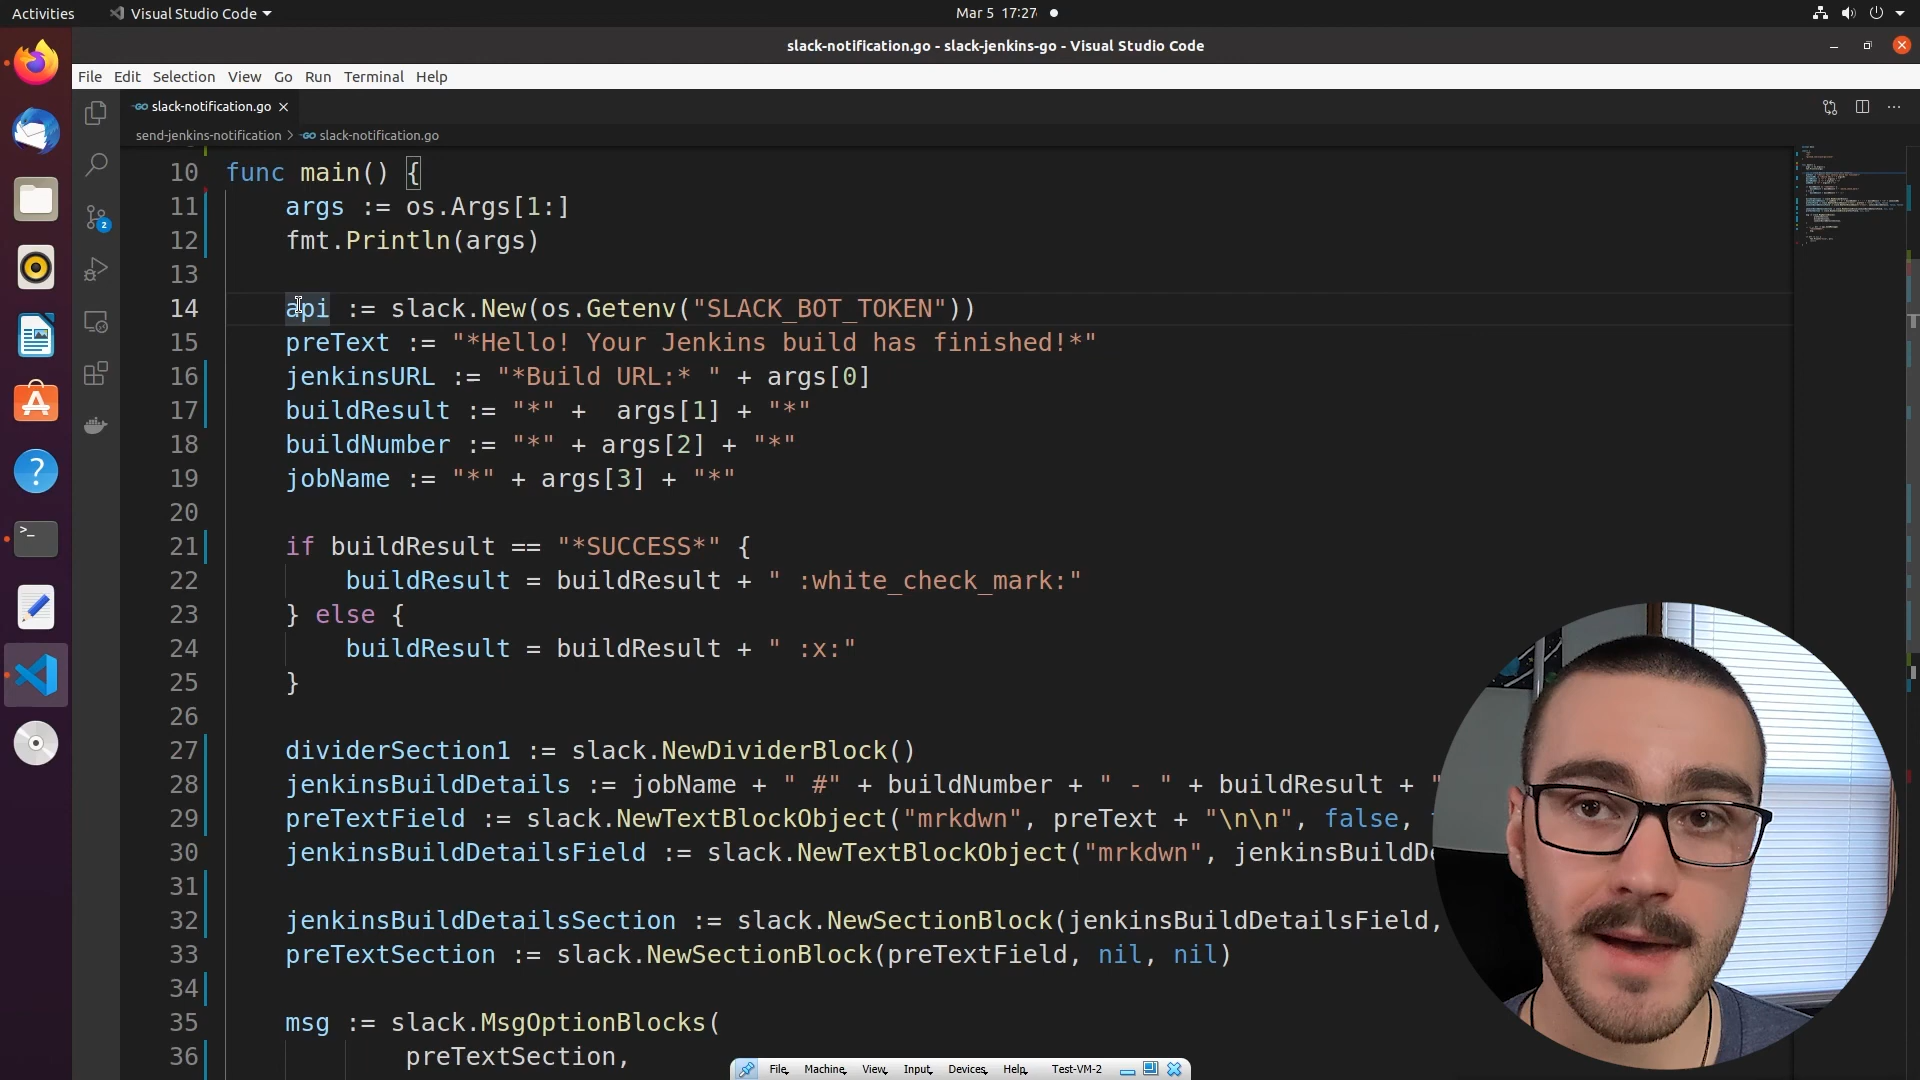 Activities
Visual Studio Code
Mar 5 17:27
slack-notification.go - slack-jenkins-go - Visual Studio Code
File Edit Selection View Go Run Terminal Help
slack-notification.go
send-jenkins-notification > slack-notification.go
10 func main() {
11 args := os.Args[1:]
12 fmt.Println(args)
13
14 api := slack.New(os.Getenv("SLACK_BOT_TOKEN"))
15 preText := "*Hello! Your Jenkins build has finished!*"
16 jenkinsURL := "*Build URL:* " + args[0]
17 buildResult := "*" +  args[1] + "*"
18 buildNumber := "*" + args[2] + "*"
19 jobName := "*" + args[3] + "*"
20
21 if buildResult == "*SUCCESS*" {
22 buildResult = buildResult + " :white_check_mark:"
23 } else {
24 buildResult = buildResult + " :x:"
25 }
26
27 dividerSection1 := slack.NewDividerBlock()
28 jenkinsBuildDetails := jobName + " #" + buildNumber + " - " + buildResult + "
29 preTextField := slack.NewTextBlockObject("mrkdwn", preText + "\n\n", false,
30 jenkinsBuildDetailsField := slack.NewTextBlockObject("mrkdwn", jenkinsBuildDe
31
32 jenkinsBuildDetailsSection := slack.NewSectionBlock(jenkinsBuildDetailsField,
33 preTextSection := slack.NewSectionBlock(preTextField, nil, nil)
34
35 msg := slack.MsgOptionBlocks(
36 preTextSection,
2
File Machine View Input Devices Help Test-VM-2